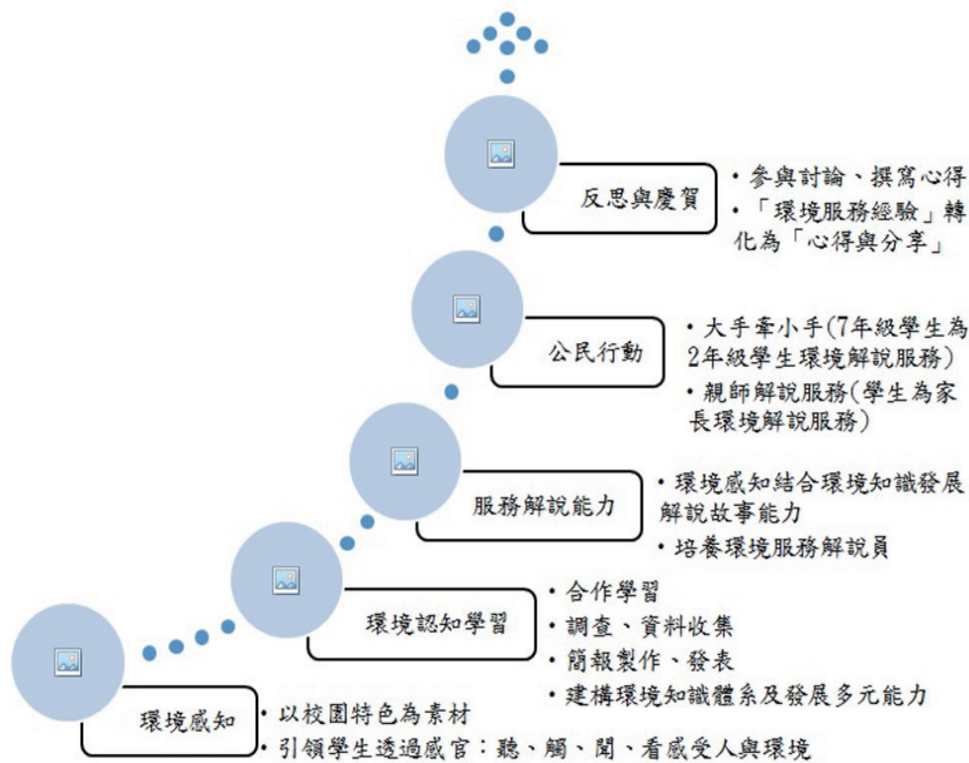 反思與慶賀
・參與討論、撰寫心得
・「環境服務經驗」轉
化為「心得與分享」
公民行動
・大手牽小手(7年級學生為
2年級學生環境解說服務)
・親師解說服務(學生為家
長環境解說服務)
服務解說能力
・環境感知結合環境知識發展
解說故事能力
・培養環境服務解說員
環境認知學習
・合作學習
・調查、資料收集
・簡報製作、發表
・建構環境知識體系及發展多元能力
環境感知
・以校園特色為素材
・引領學生透過感官：聽、觸、聞、看感受人與環境